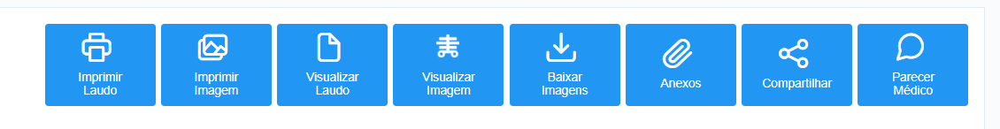 Imprimir
Laudo
Imprimir
Imagem
Visualizar
Laudo
Visualizar
Imagem
Baixar
Imagens
Anexos
Compartilhar
Parecer
Médico